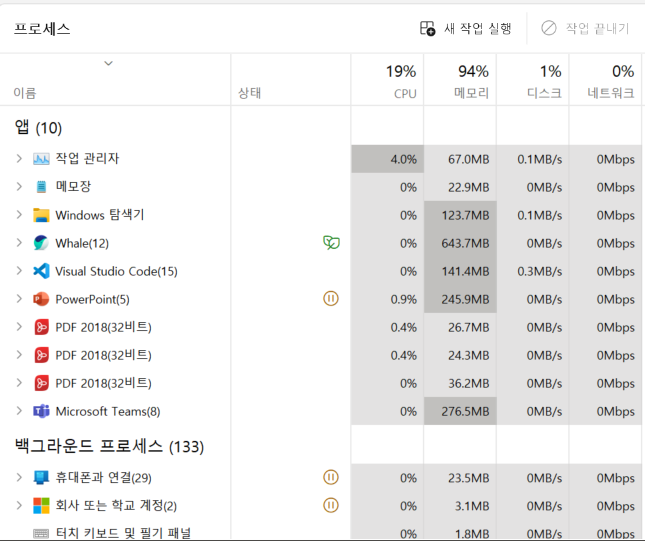 프로세스 새 작업 실행 작업 끝내기
19% 94% 1% 0%
이름 상태 CPU 메모리 디스크 네트워크
앱 (10)
작업 관리자 4.0% 67.0MB 0.1MB/s 0Mbps
메모장 0% 22.9MB 0MB/s 0Mbps
Windows 탐색기 0% 123.7MB 0.1MB/s 0Mbps
Whale(12) 0% 643.7MB 0MB/s 0Mbps
Visual Studio Code(15) 0% 141.4MB 0.3MB/s 0Mbps
PowerPoint(5) 0.9% 245.9MB 0MB/s 0Mbps
PDF 2018(32비트) 0.4% 26.7MB 0MB/s 0Mbps
PDF 2018(32비트) 0.4% 24.3MB 0MB/s 0Mbps
PDF 2018(32비트) 0% 36.2MB 0MB/s 0Mbps
Microsoft Teams(8) 0% 276.5MB 0MB/s 0Mbps
백그라운드 프로세스 (133)
휴대폰과 연결(29) 0% 23.5MB 0MB/s 0Mbps
회사 또는 학교 계정(2) 0% 3.1MB 0MB/s 0Mbps
터치 키보드 및 필기 패널 0% 1.8MB 0MB/s 0Mbps